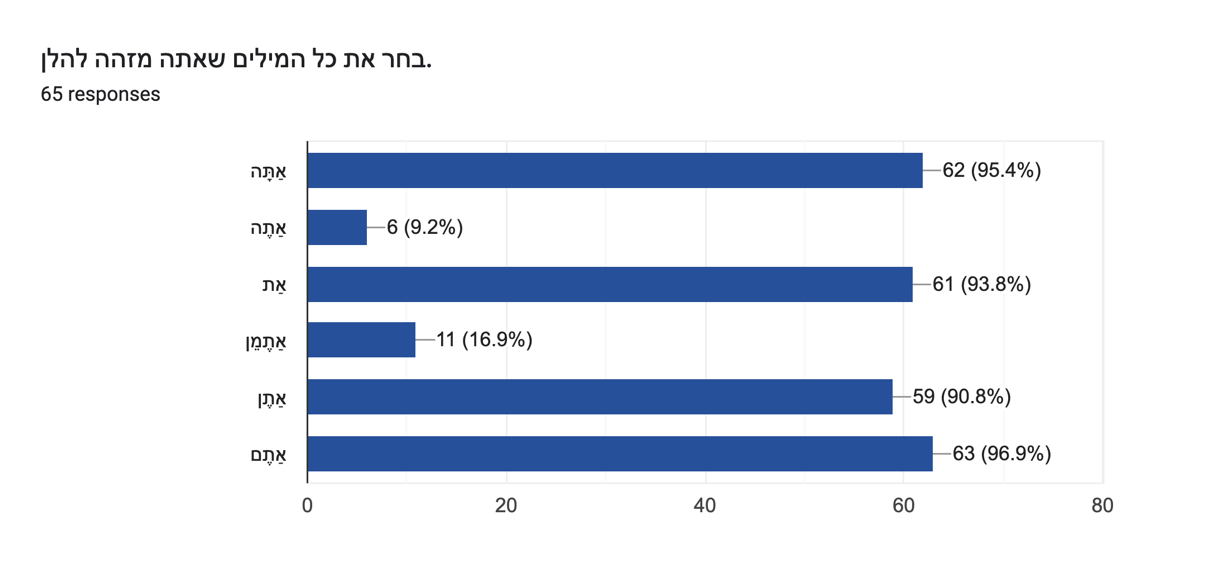 בחר את כל המילים שאתה מזהה להלן.
65 responses
אַתָּה
62 (95.4%)
אַתֶה
6 (9.2%)
אַת
61 (93.8%)
אַתֶמֵן
11 (16.9%)
אַתֶן
59 (90.8%)
אַתֶם
63 (96.9%)
0 20 40 60 80